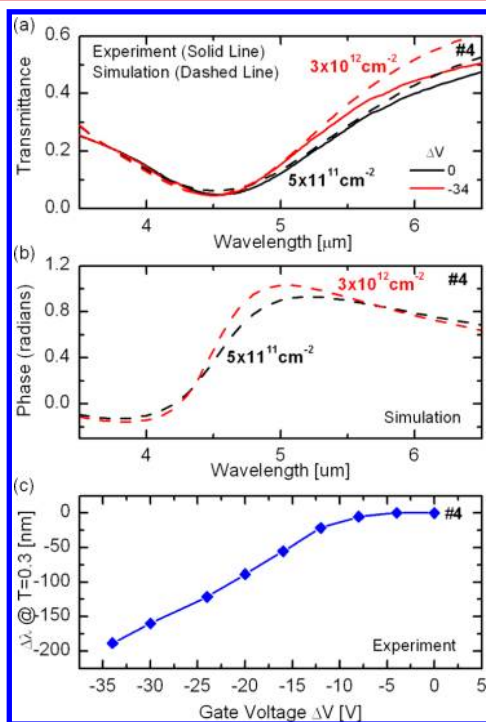 (a)
0.6
Experiment (Solid Line)
Simulation (Dashed Line)
3x10¹²cm⁻²
#4
0.4
Transmittance
0.2
5x11¹¹cm⁻²
ΔV
0
-34
0.0
4 5 6
Wavelength [μm]
(b)
1.2
3x10¹²cm⁻²
#4
0.8
Phase (radians)
0.4
5x11¹¹cm⁻²
0.0
Simulation
4 5 6
Wavelength [um]
(c)
0
#4
-50
Δλ @ T=0.3 [nm]
-100
-150
-200
Experiment
-35 -30 -25 -20 -15 -10 -5 0 5
Gate Voltage ΔV [V]